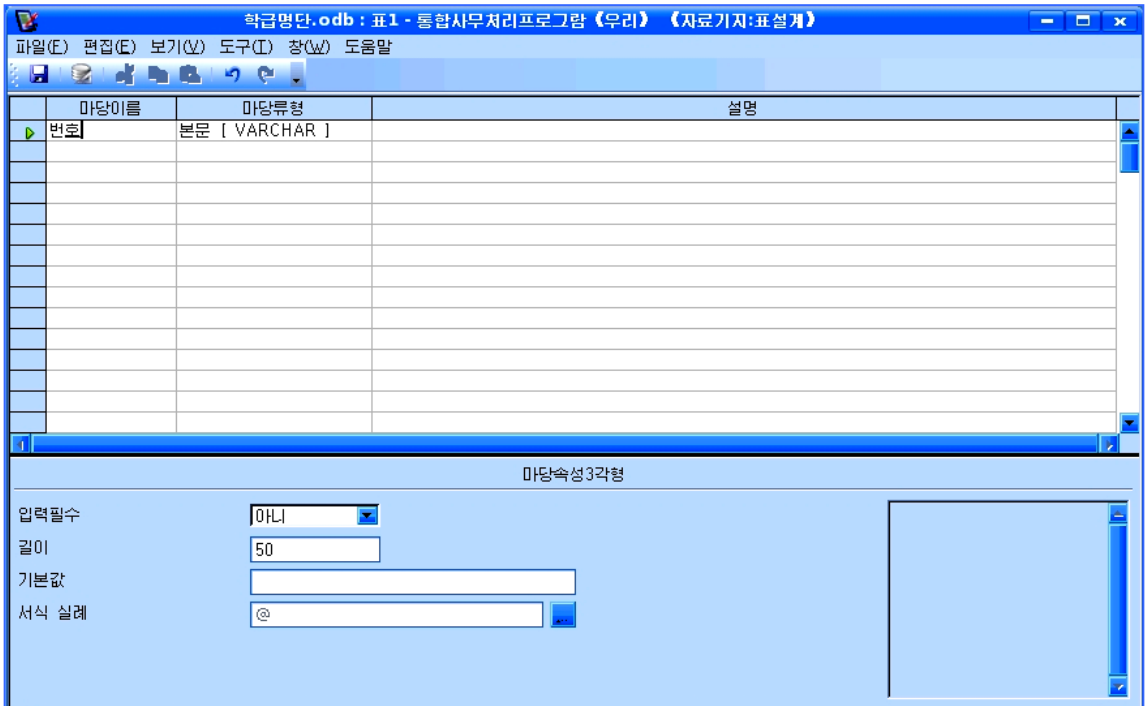 학급명단.odb : 표1 - 통합사무처리프로그람《우리》 《자료기지:표설계》
파일(F) 편집(E) 보기(V) 도구(T) 창(W) 도움말
마당이름 마당류형 설명
번호 본문 [ VARCHAR ]
마당속성3각형
입력필수 아니
길이 50
기본값
서식 실례 @ ...